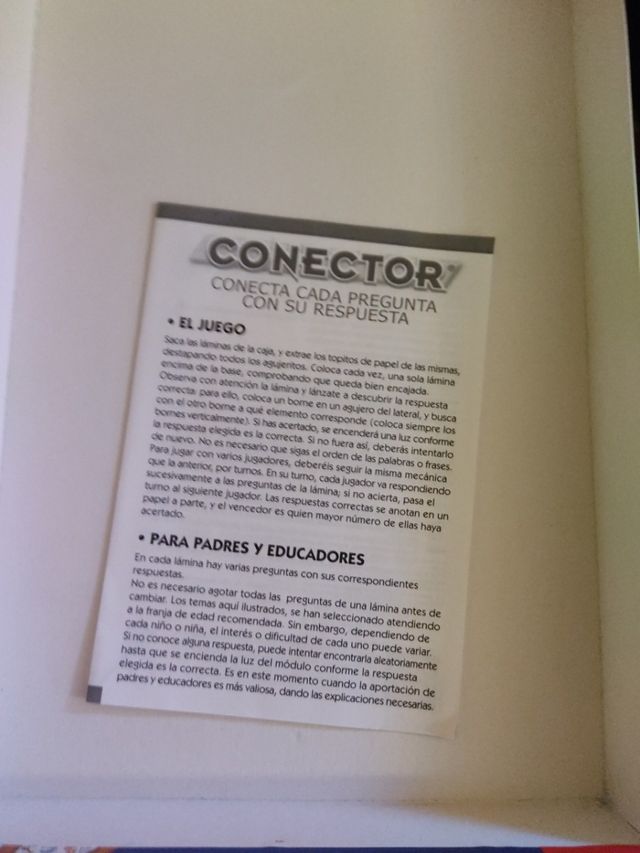 CONECTOR
CONECTA CADA PREGUNTA
CON SU RESPUESTA
• EL JUEGO
Saca las láminas de la caja, y extrae los topitos de papel de las mismas,
destapando todos los agujeritos. Coloca cada vez, una sola lámina
encima de la base, comprobando que queda bien encajada.
Observa con atención la lámina y lánzate a descubrir la respuesta
correcta: para ello, coloca un borne en un agujero del lateral, y busca
con el otro borne a qué elemento corresponde (coloca siempre los
bornes verticalmente). Si has acertado, se encenderá una luz conforme
la respuesta elegida es la correcta. Si no fuera así, deberás intentarlo
de nuevo. No es necesario que sigas el orden de las palabras o frases.
Para jugar con varios jugadores, deberéis seguir la misma mecánica
que la anterior, por turnos. En su turno, cada jugador va respondiendo
sucesivamente a las preguntas de la lámina; si no acierta, pasa el
turno al siguiente jugador. Las respuestas correctas se anotan en un
papel a parte, y el vencedor es quien mayor número de ellas haya
acertado.
• PARA PADRES Y EDUCADORES
En cada lámina hay varias preguntas con sus correspondientes
respuestas.
No es necesario agotar todas las preguntas de una lámina antes de
cambiar. Los temas aquí ilustrados, se han seleccionado atendiendo
a la franja de edad recomendada. Sin embargo, dependiendo de
cada niño o niña, el interés o dificultad de cada uno puede variar.
Si no conoce alguna respuesta, puede intentar encontrarla aleatoriamente
hasta que se encienda la luz del módulo conforme la respuesta
elegida es la correcta. Es en este momento cuando la aportación de
padres y educadores es más valiosa, dando las explicaciones necesarias.